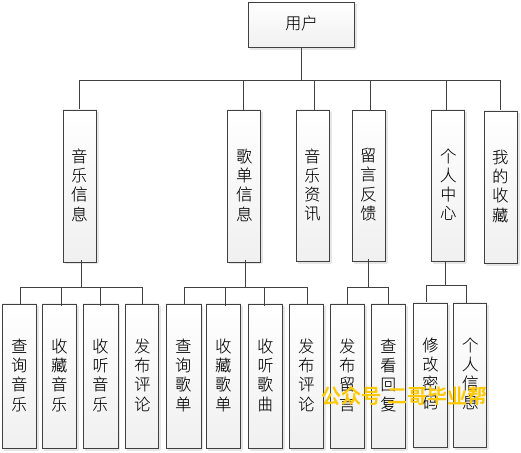 用户
音乐信息
歌单信息
音乐资讯
留言反馈
个人中心
我的收藏
查询音乐
收藏音乐
收听音乐
发布评论
查询歌单
收藏歌单
收听歌曲
发布评论
发布留言
查看回复
修改密码
个人信息
公众号:二哥毕业帮